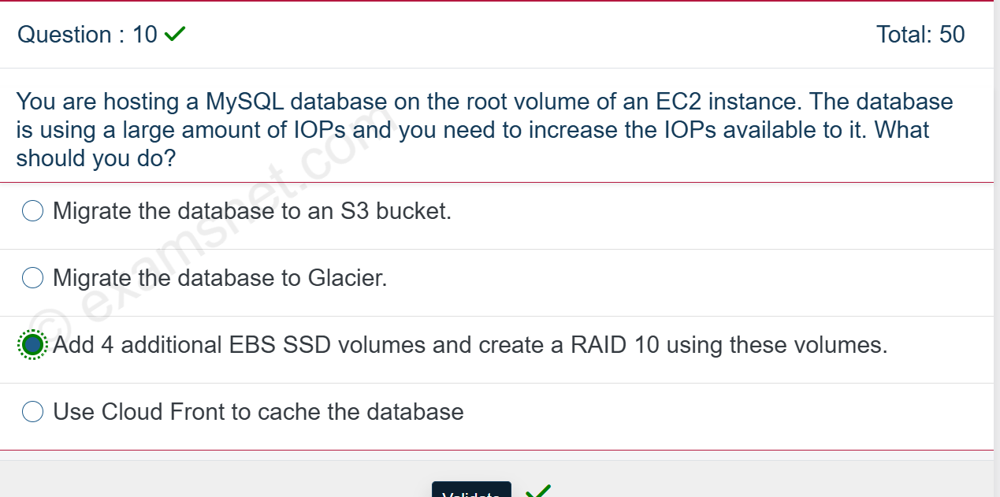 Question : 10
Total: 50
You are hosting a MySQL database on the root volume of an EC2 instance. The database
is using a large amount of IOPs and you need to increase the IOPs available to it. What
should you do?
Migrate the database to an S3 bucket.
Migrate the database to Glacier.
Add 4 additional EBS SSD volumes and create a RAID 10 using these volumes.
Use Cloud Front to cache the database
Validate
© examsnet.com